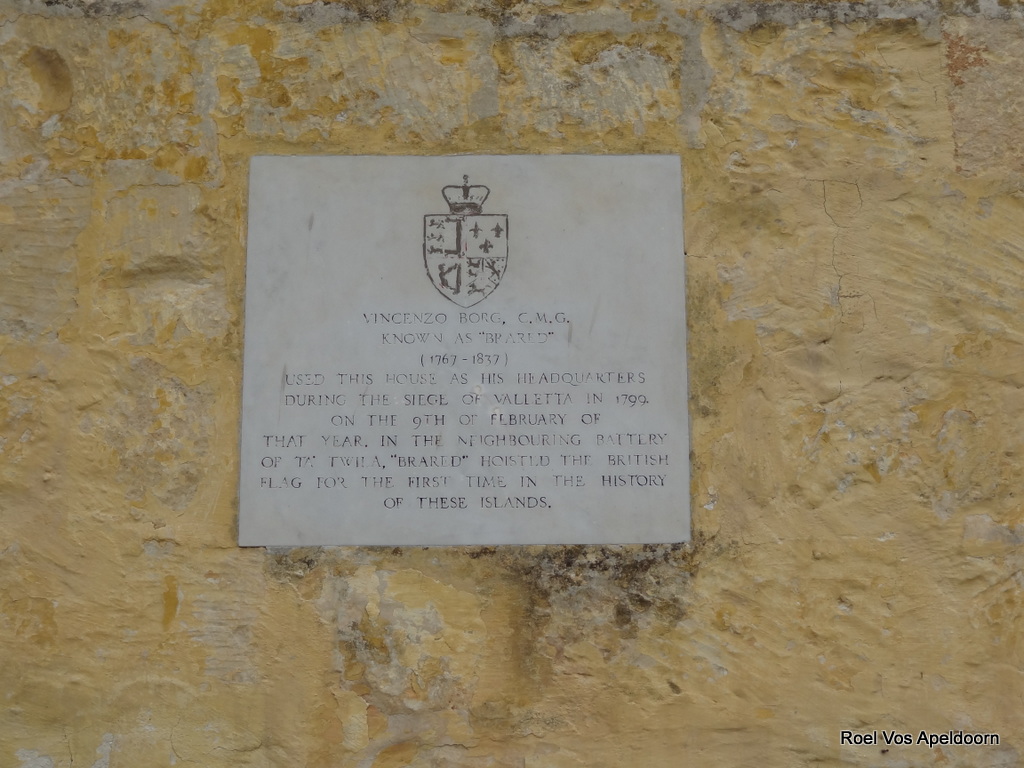 VINCENZO BORG, C.M.G.
KNOWN AS "BRARED"
(1767 - 1837)
USED THIS HOUSE AS HIS HEADQUARTERS
DURING THE SIEGE OF VALLETTA IN 1799.
ON THE 9TH OF FEBRUARY OF
THAT YEAR, IN THE NEIGHBOURING BATTERY
OF TA' TWILA, "BRARED" HOISTED THE BRITISH
FLAG FOR THE FIRST TIME IN THE HISTORY
OF THESE ISLANDS.
Roel Vos Apeldoorn